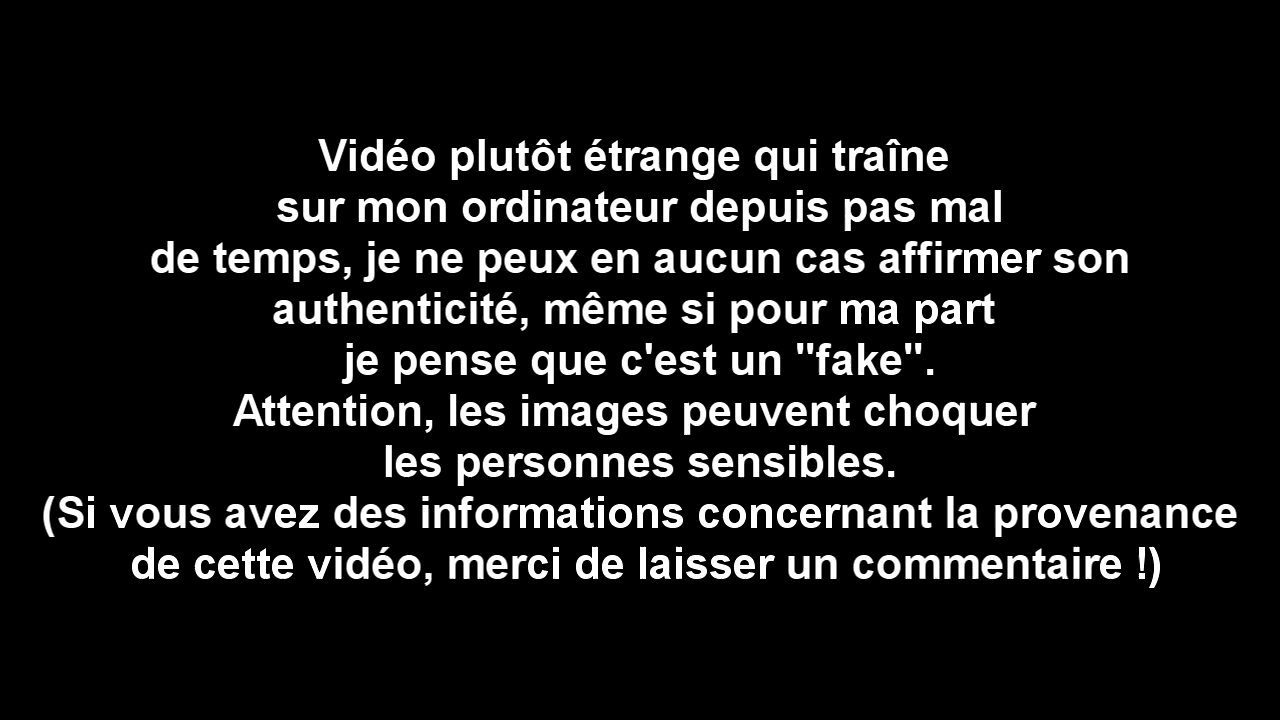 Vidéo plutôt étrange qui traîne
sur mon ordinateur depuis pas mal
de temps, je ne peux en aucun cas affirmer son
authenticité, même si pour ma part
je pense que c'est un "fake".
Attention, les images peuvent choquer
les personnes sensibles.
(Si vous avez des informations concernant la provenance
de cette vidéo, merci de laisser un commentaire !)